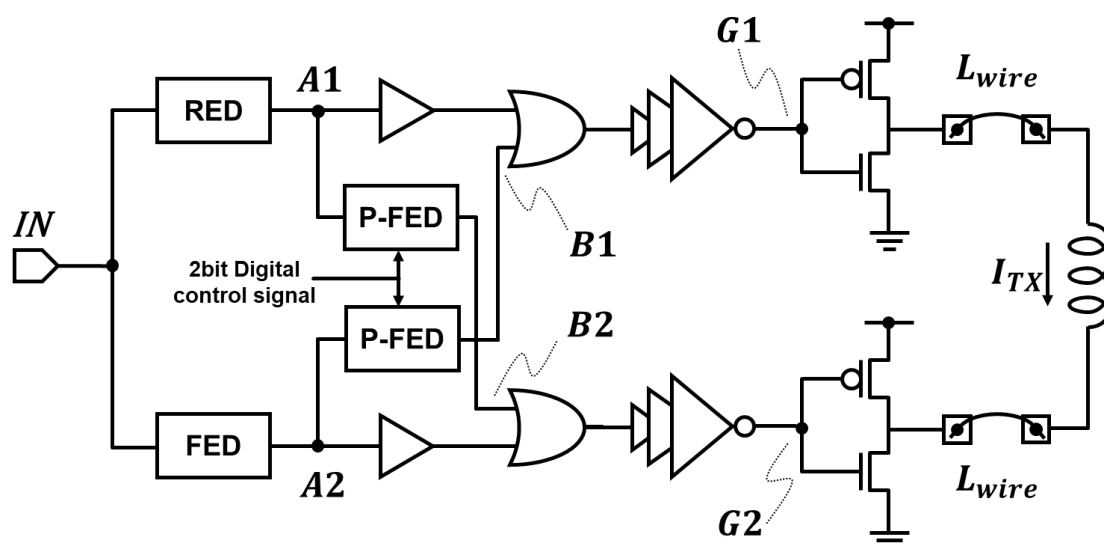 G1
A1
L_wire
RED
IN
P-FED
B1
2bit Digital
control signal
I_TX
P-FED
B2
FED
A2
L_wire
G2